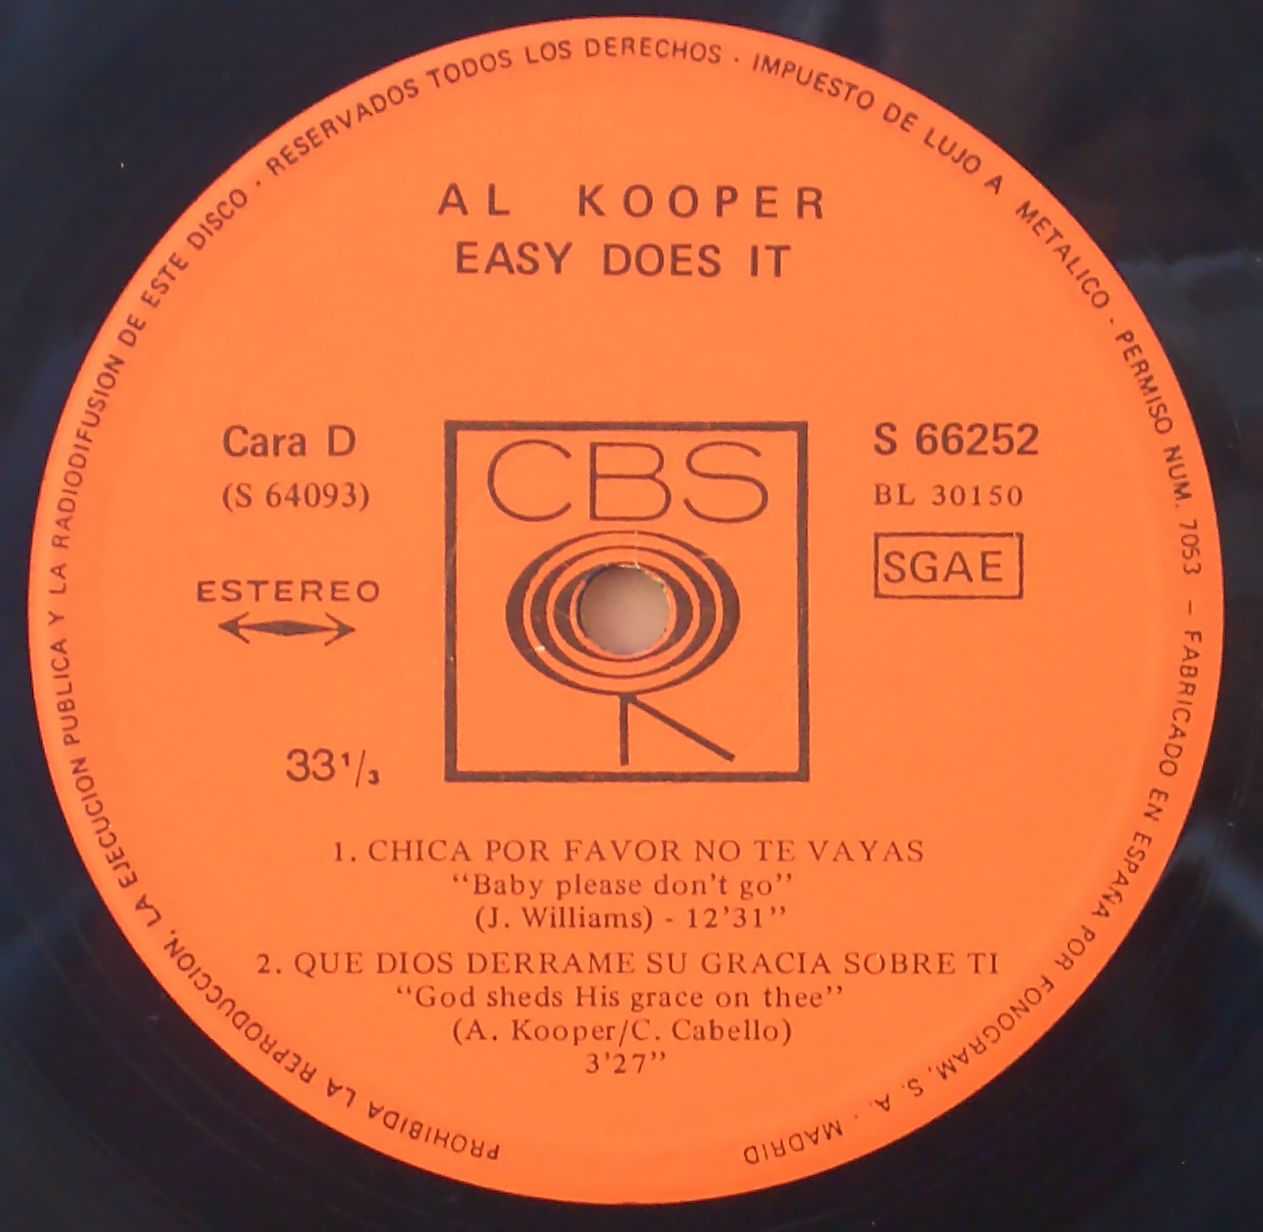 PROHIBIDA LA REPRODUCCION, LA EJECUCION PUBLICA Y LA RADIODIFUSION DE ESTE DISCO · RESERVADOS TODOS LOS DERECHOS · IMPUESTO DE LUJO A METALICO · PERMISO NUM. 7053 – FABRICADO EN ESPAÑA POR FONOGRAM, S. A. · MADRID
AL KOOPER
EASY DOES IT
Cara D
(S 64093)
ESTEREO
33 1/3
CBS
S 66252
BL 30150
SGAE
1. CHICA POR FAVOR NO TE VAYAS
“Baby please don't go”
(J. Williams) - 12'31”
2. QUE DIOS DERRAME SU GRACIA SOBRE TI
“God sheds His grace on thee”
(A. Kooper/C. Cabello)
3'27”